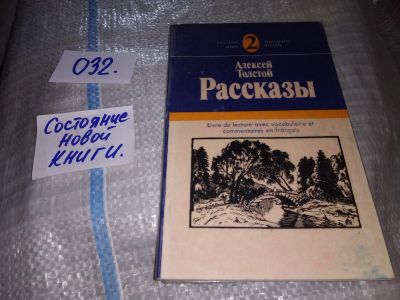 032.
Состояние
новой
книги.
2
Алексей
Толстой
Рассказы
Livre de lecture avec vocabulaire et
commentaires en français